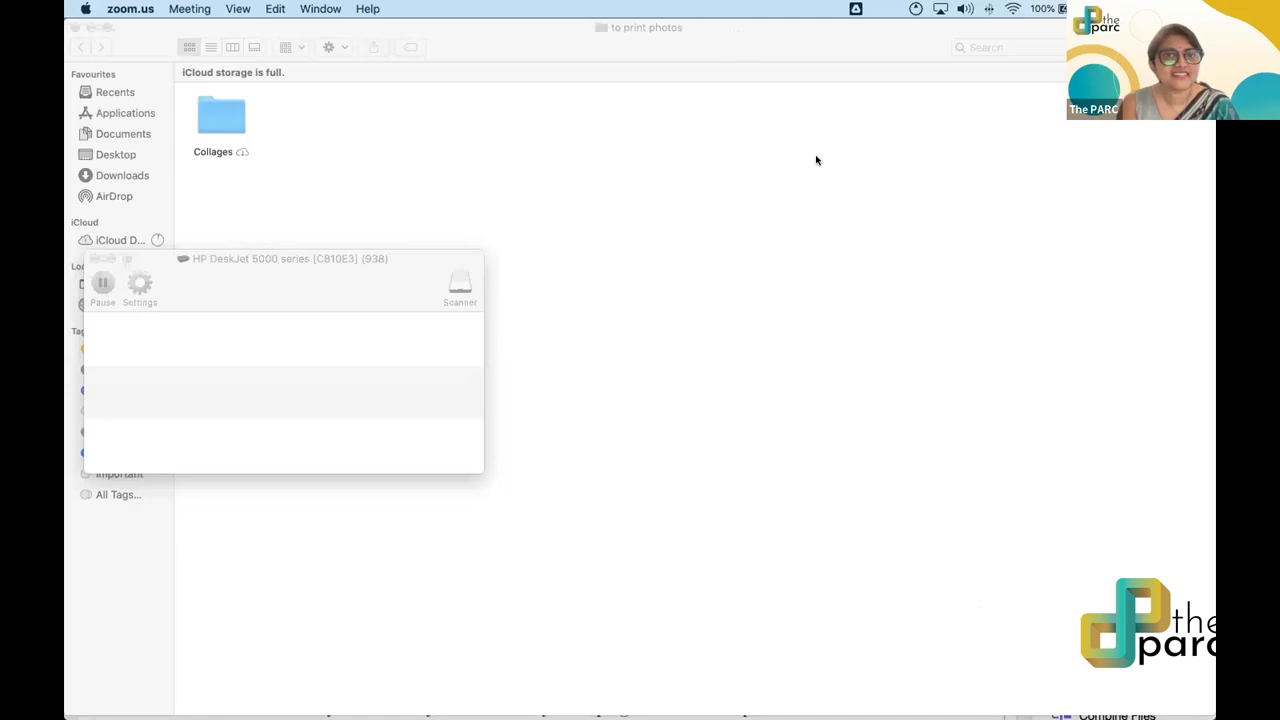 zoom.us Meeting View Edit Window Help 100%
to print photos
Search
the
parc
The PARC
iCloud storage is full.
Favourites
Recents
Applications
Documents
Desktop
Downloads
AirDrop
iCloud
iCloud D...
Collages
HP DeskJet 5000 series [C810E3] (938)
Pause Settings Scanner
Important
All Tags...
the
parc
Combine Files